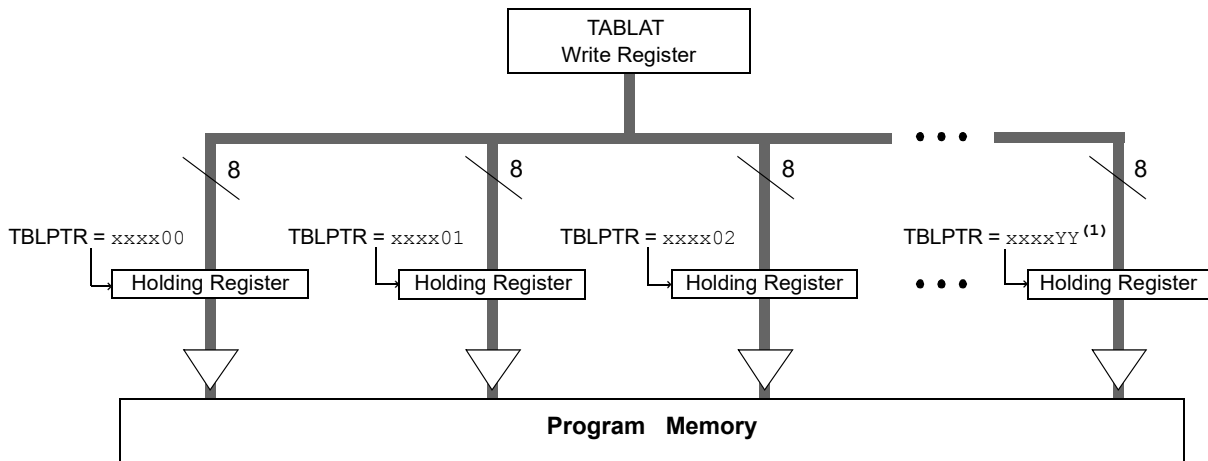 TABLAT
Write Register
8
8
8
8
TBLPTR = xxxx00
TBLPTR = xxxx01
TBLPTR = xxxx02
TBLPTR = xxxxYY(1)
Holding Register
Holding Register
Holding Register
Holding Register
Program Memory